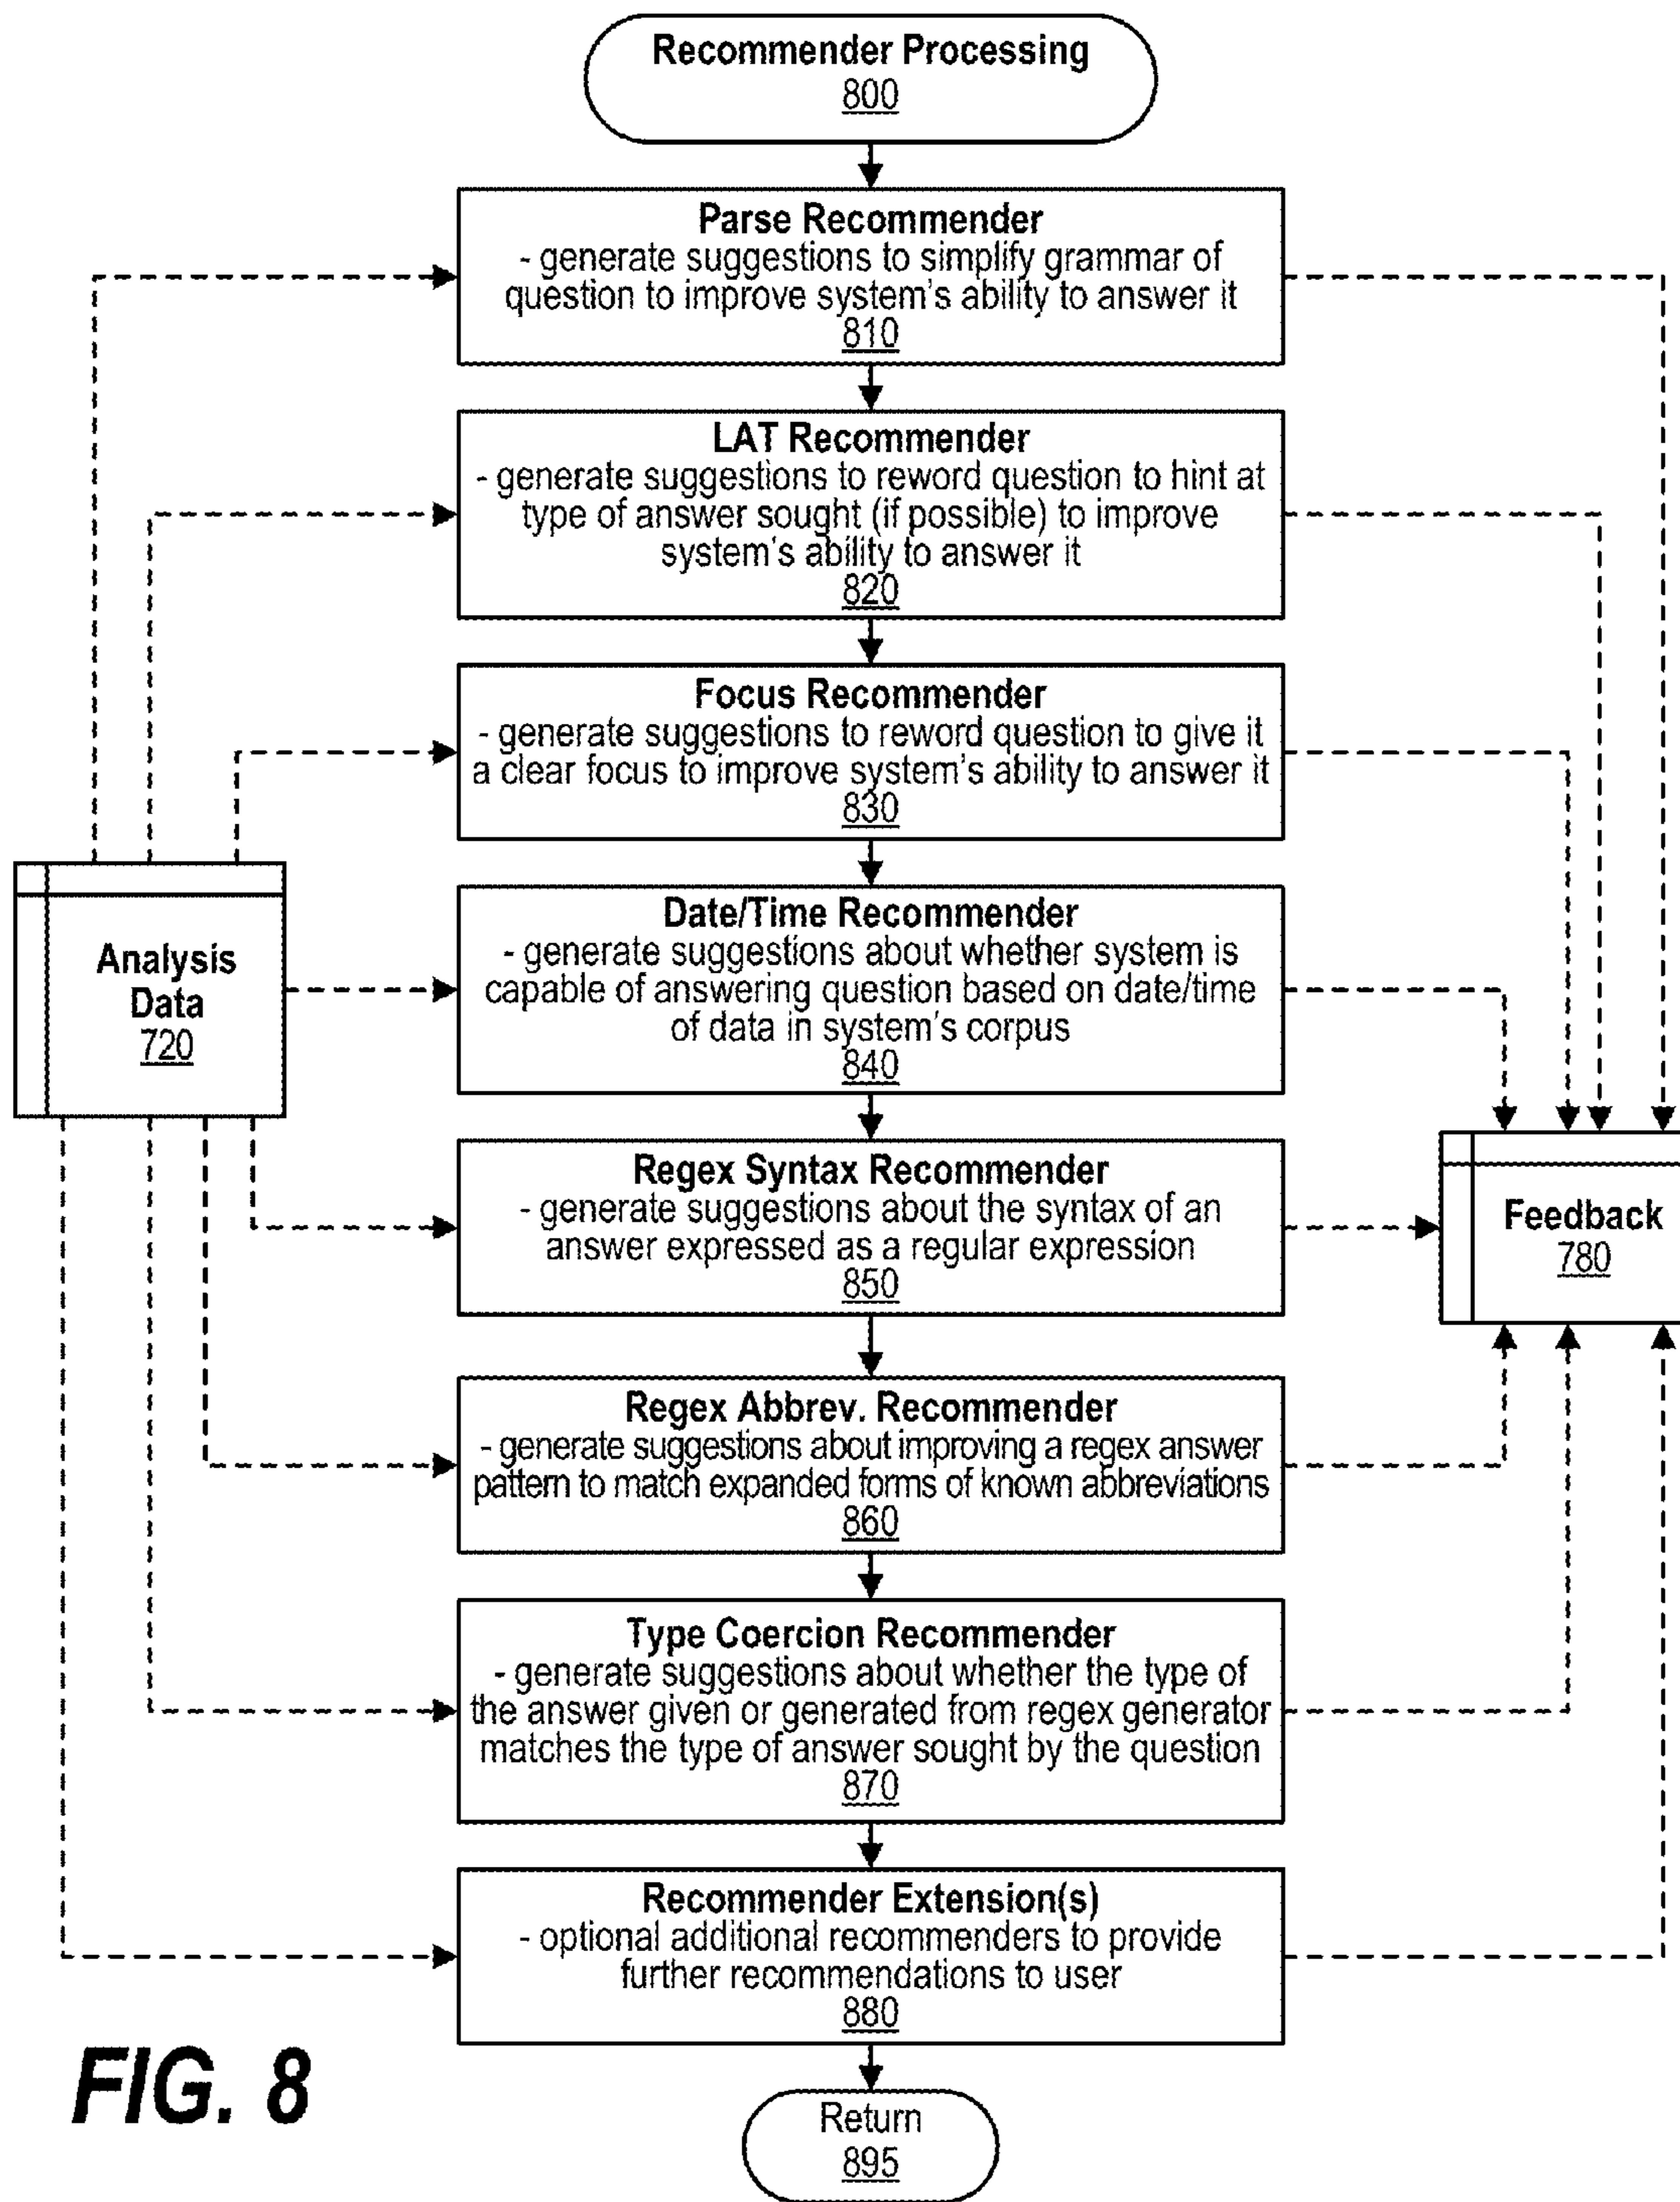 Recommender Processing
800
Parse Recommender
- generate suggestions to simplify grammar of
question to improve system's ability to answer it
810
LAT Recommender
- generate suggestions to reword question to hint at
type of answer sought (if possible) to improve
system's ability to answer it
820
Focus Recommender
- generate suggestions to reword question to give it
a clear focus to improve system's ability to answer it
830
Analysis
Data
720
Date/Time Recommender
- generate suggestions about whether system is
capable of answering question based on date/time
of data in system's corpus
840
Regex Syntax Recommender
- generate suggestions about the syntax of an
answer expressed as a regular expression
850
Feedback
780
Regex Abbrev. Recommender
- generate suggestions about improving a regex answer
pattern to match expanded forms of known abbreviations
860
Type Coercion Recommender
- generate suggestions about whether the type of
the answer given or generated from regex generator
matches the type of answer sought by the question
870
Recommender Extension(s)
- optional additional recommenders to provide
further recommendations to user
880
FIG. 8
Return
895